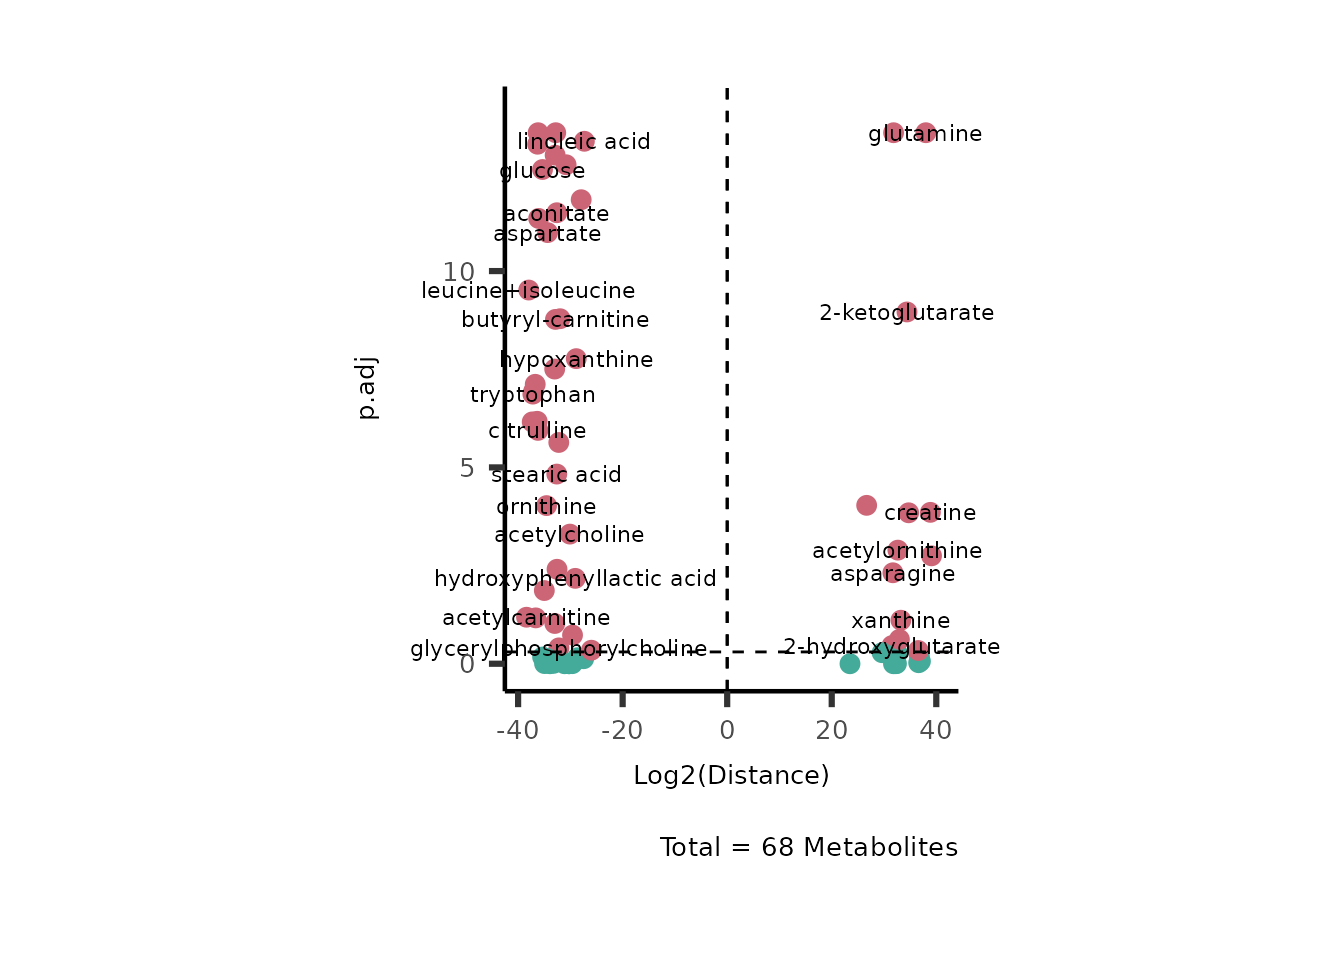 glutamine
linoleic acid
glucose
aconitate
aspartate
10
leucine+isoleucine
2-ketoglutarate
butyryl-carnitine
hypoxanthine
p.adj
tryptophan
citrulline
5
stearic acid
ornithine
creatine
acetylcholine
acetylornithine
asparagine
hydroxyphenyllactic acid
acetylcarnitine
xanthine
2-hydroxyglutarate
glycerylphosphorylcholine
0
-40 -20 0 20 40
Log2(Distance)
Total = 68 Metabolites